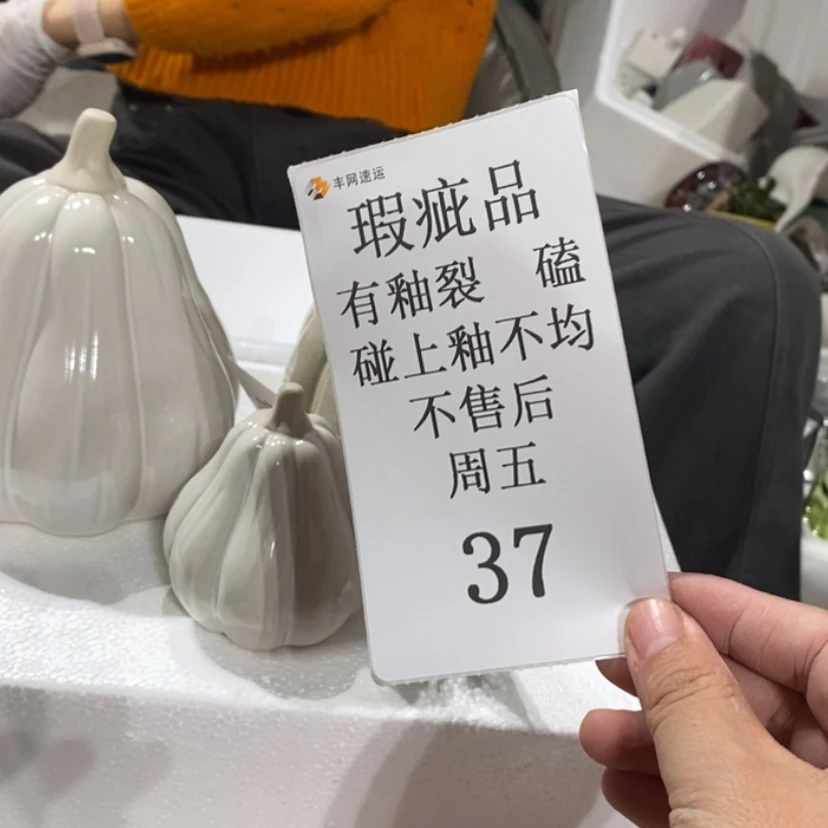 丰网速运
瑕疵品
有釉裂 磕
碰上釉不均
不售后
周五
37